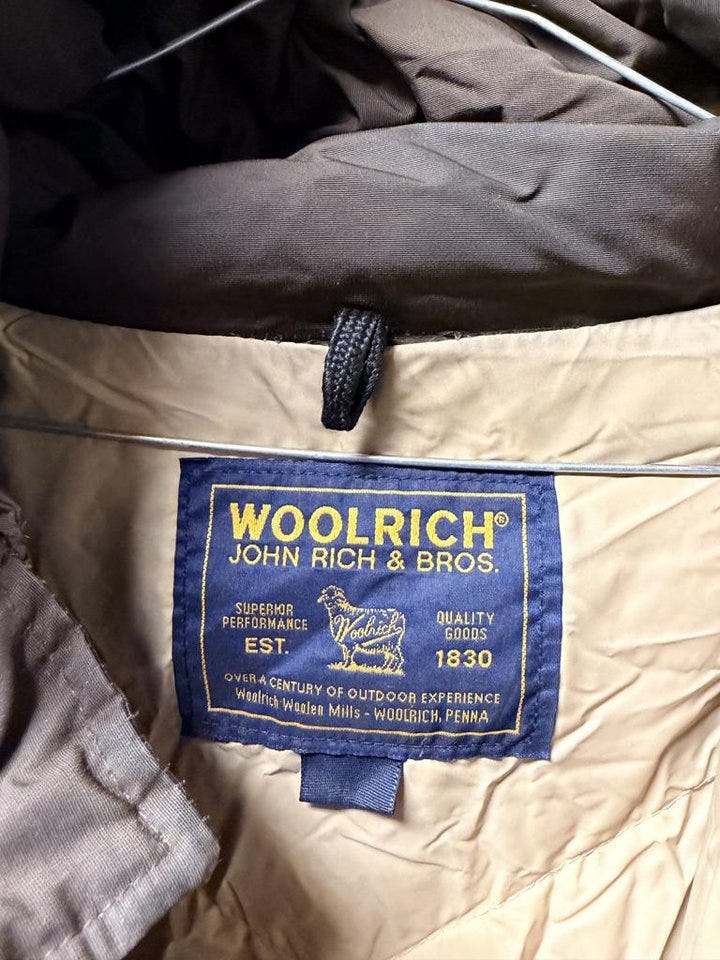 WOOLRICH®
JOHN RICH & BROS.
SUPERIOR
PERFORMANCE
EST.
Woolrich
QUALITY
GOODS
1830
OVER A CENTURY OF OUTDOOR EXPERIENCE
Woolrich Woolen Mills - WOOLRICH, PENNA